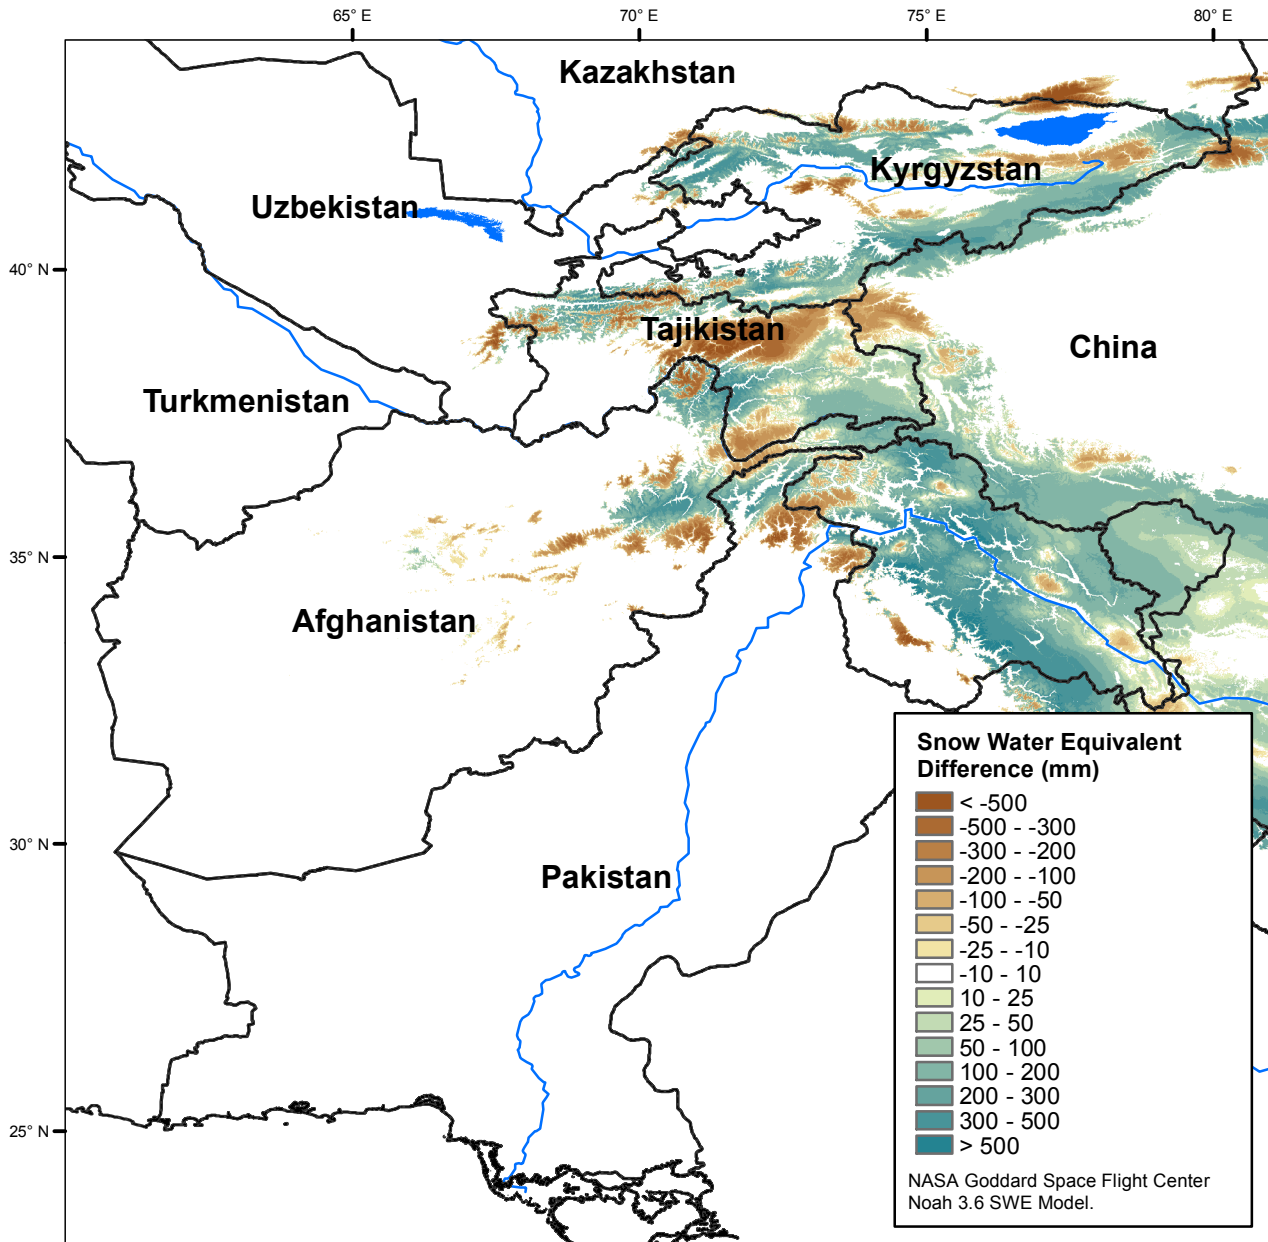 65° E
70° E
75° E
80° E
Kazakhstan
Kyrgyzstan
Uzbekistan
40° N
Tajikistan
China
Turkmenistan
35° N
Afghanistan
Snow Water Equivalent
Difference (mm)
< -500
-500 - -300
-300 - -200
-200 - -100
-100 - -50
-50 - -25
-25 - -10
-10 - 10
10 - 25
25 - 50
50 - 100
100 - 200
200 - 300
300 - 500
> 500
30° N
Pakistan
25° N
NASA Goddard Space Flight Center
Noah 3.6 SWE Model.